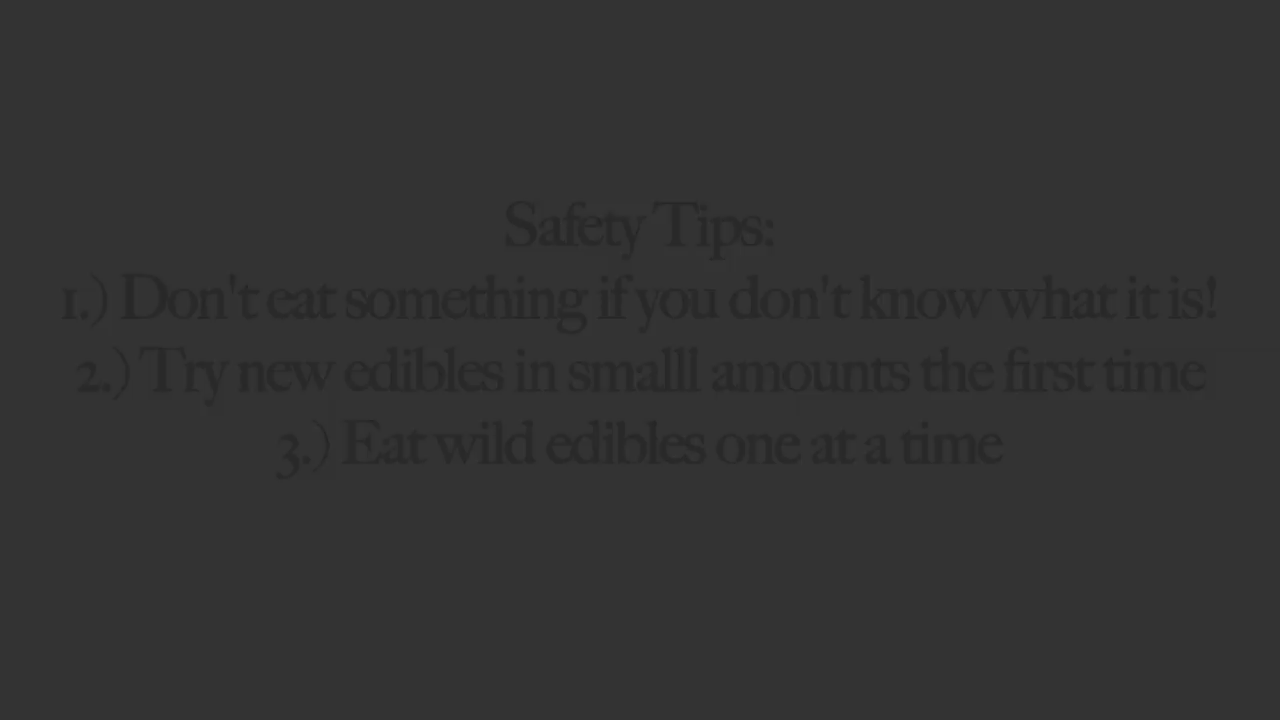 Safety Tips:
1.) Don't eat something if you don't know what it is!
2.) Try new edibles in smalll amounts the first time
3.) Eat wild edibles one at a time